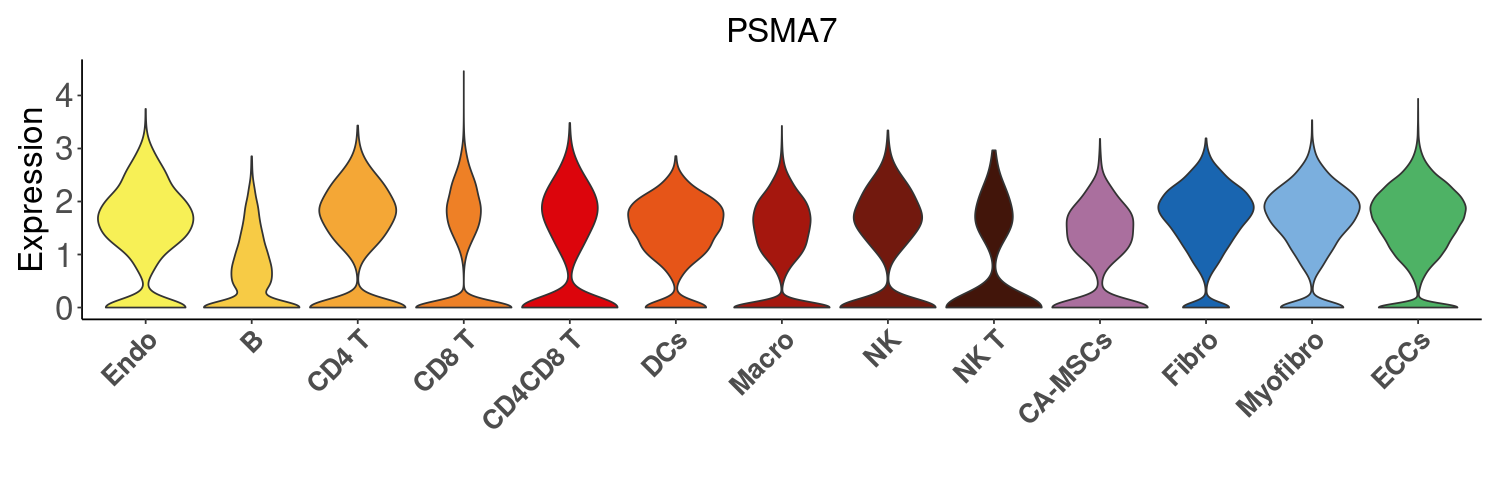 PSMA7
Expression
4
3
2
1
0
Endo
B
CD4 T
CD8 T
CD4CD8 T
DCs
Macro
NK
NK T
CA-MSCs
Fibro
Myofibro
ECCs